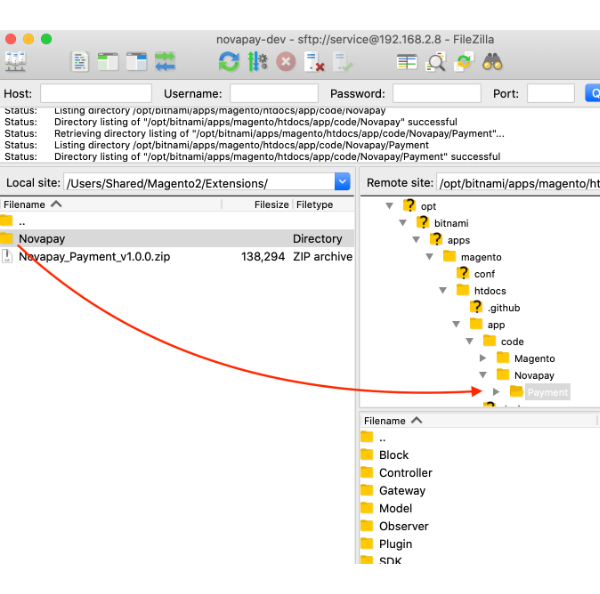 novapay-dev - sftp://service@192.168.2.8 - FileZilla
Host: Username: Password: Port: Q
Status: Listing directory /opt/bitnami/apps/magento/htdocs/app/code/Novapay
Status: Directory listing of "/opt/bitnami/apps/magento/htdocs/app/code/Novapay" successful
Status: Retrieving directory listing of "/opt/bitnami/apps/magento/htdocs/app/code/Novapay/Payment"...
Status: Listing directory /opt/bitnami/apps/magento/htdocs/app/code/Novapay/Payment
Status: Directory listing of "/opt/bitnami/apps/magento/htdocs/app/code/Novapay/Payment" successful
Local site: /Users/Shared/Magento2/Extensions/
Filename Filesize Filetype
..
Novapay Directory
Novapay_Payment_v1.0.0.zip 138,294 ZIP archive
Remote site: /opt/bitnami/apps/magento/ht
opt
bitnami
apps
magento
conf
htdocs
.github
app
code
Magento
Novapay
Payment
Filename
..
Block
Controller
Gateway
Model
Observer
Plugin
SDK